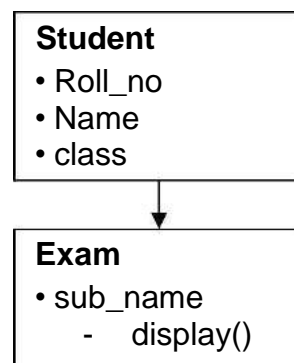 Student
• Roll_no
• Name
• class
Exam
• sub_name
- display()